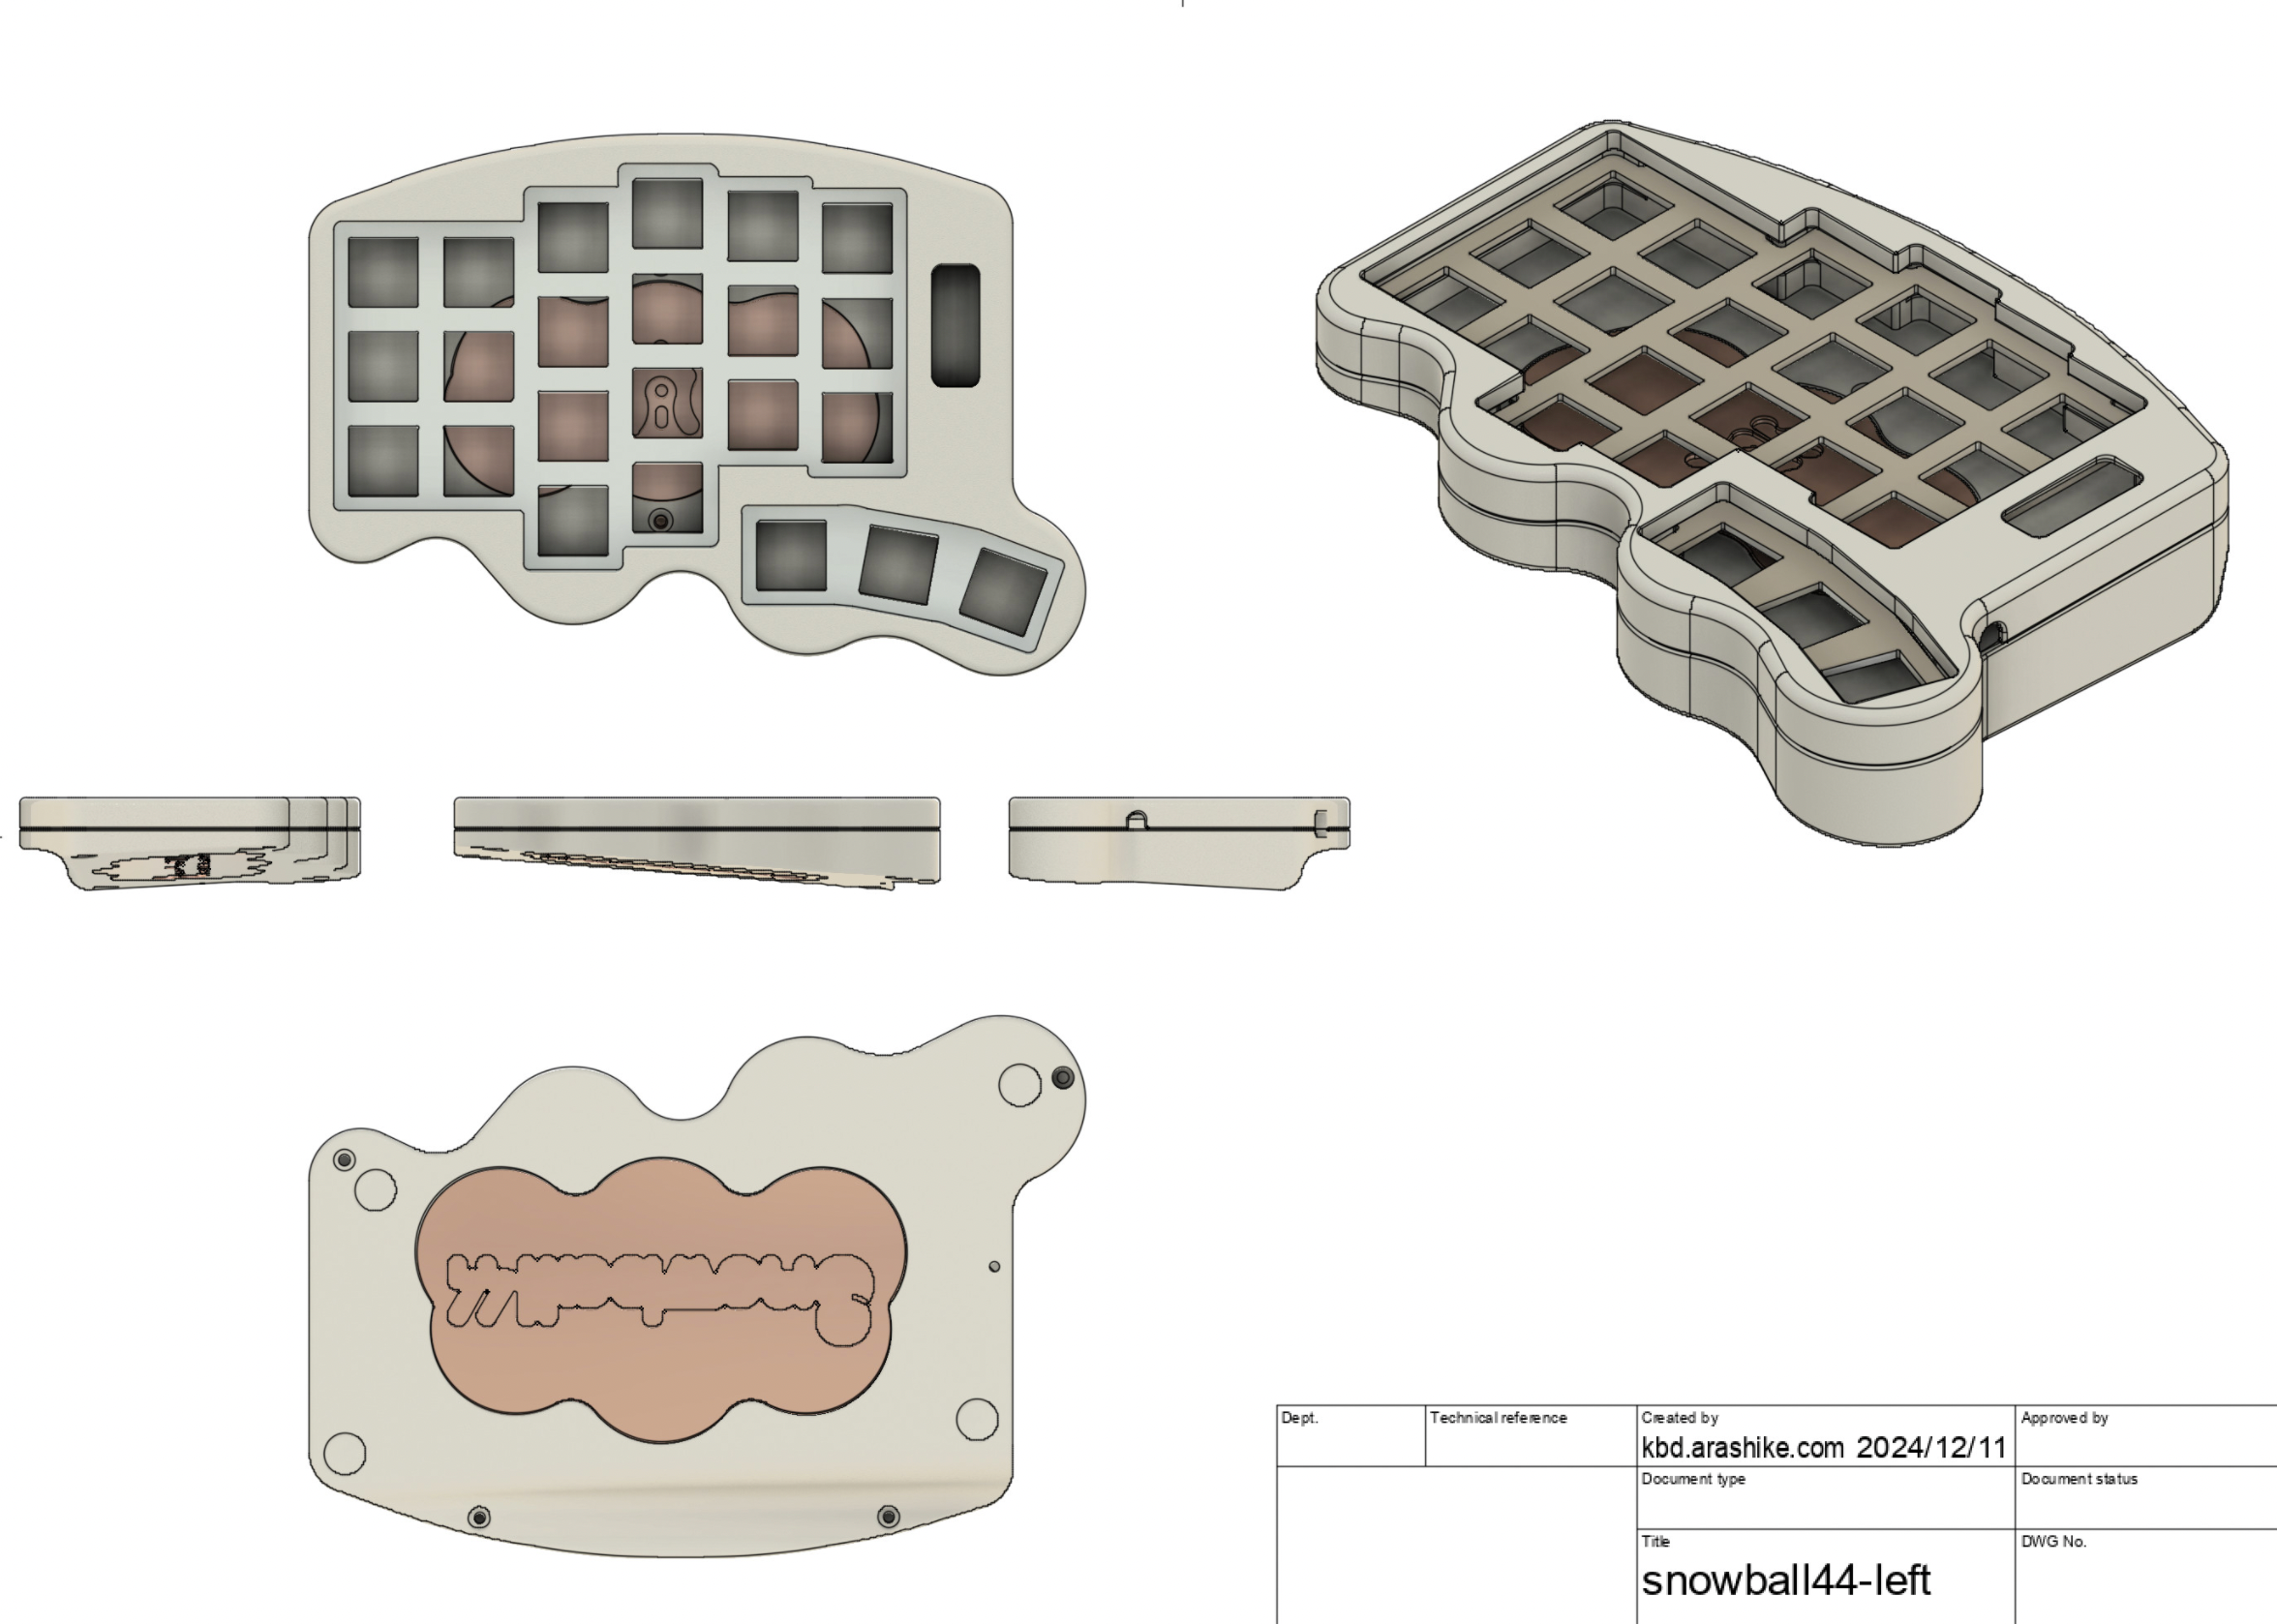 Dept.
Technical reference
Created by
Approved by
kbd.arashike.com 2024/12/11
Document type
Document status
Title
DWG No.
snowball44-left